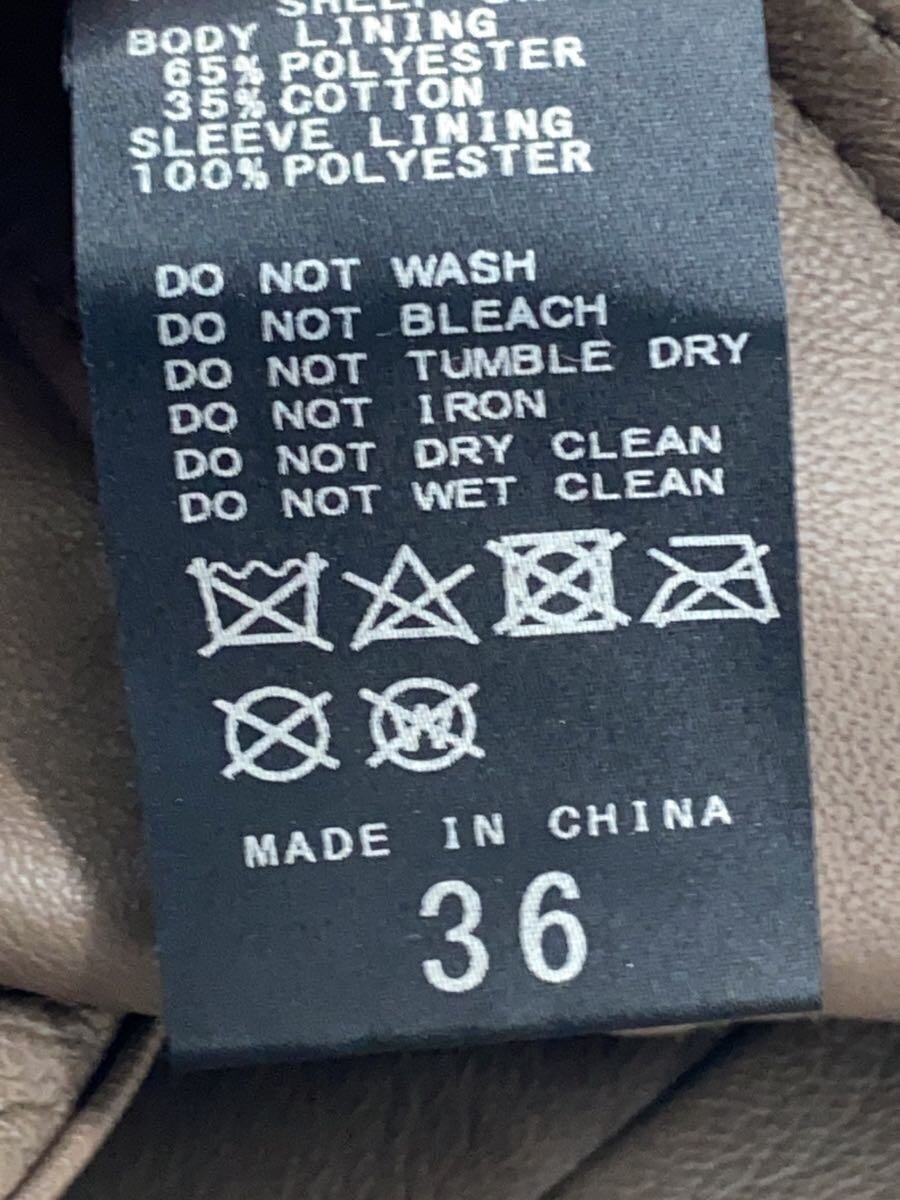 BODY LINING
65% POLYESTER
35% COTTON
SLEEVE LINING
100% POLYESTER
DO NOT WASH
DO NOT BLEACH
DO NOT TUMBLE DRY
DO NOT IRON
DO NOT DRY CLEAN
DO NOT WET CLEAN
W
MADE IN CHINA
36